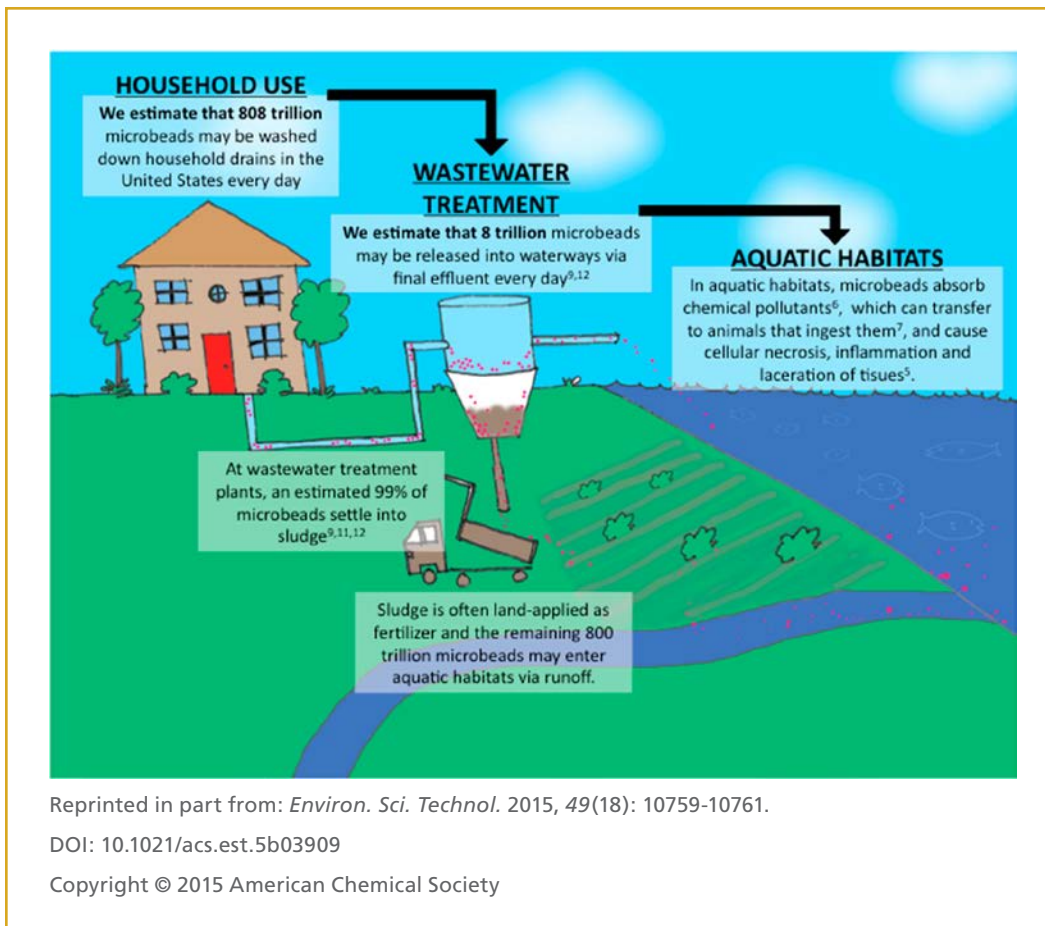 HOUSEHOLD USE
We estimate that 808 trillion
microbeads may be washed
down household drains in the
United States every day
WASTEWATER
TREATMENT
We estimate that 8 trillion microbeads
may be released into waterways via
final effluent every day9,12
AQUATIC HABITATS
In aquatic habitats, microbeads absorb
chemical pollutants6, which can transfer
to animals that ingest them7, and cause
cellular necrosis, inflammation and
laceration of tisues5.
At wastewater treatment
plants, an estimated 99% of
microbeads settle into
sludge9,11,12
Sludge is often land-applied as
fertilizer and the remaining 800
trillion microbeads may enter
aquatic habitats via runoff.
Reprinted in part from: Environ. Sci. Technol. 2015, 49(18): 10759-10761.
DOI: 10.1021/acs.est.5b03909
Copyright © 2015 American Chemical Society